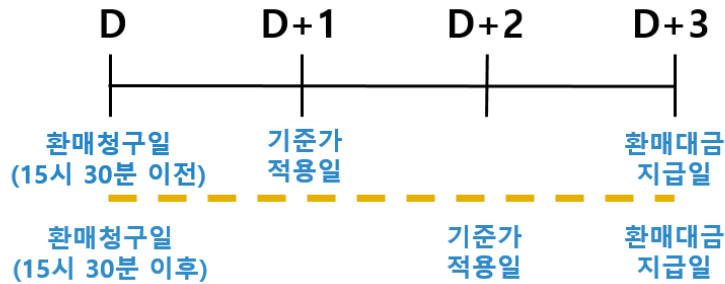 D D+1 D+2 D+3
환매청구일 기준가 환매대금
(15시 30분 이전) 적용일 지급일
환매청구일 기준가 환매대금
(15시 30분 이후) 적용일 지급일